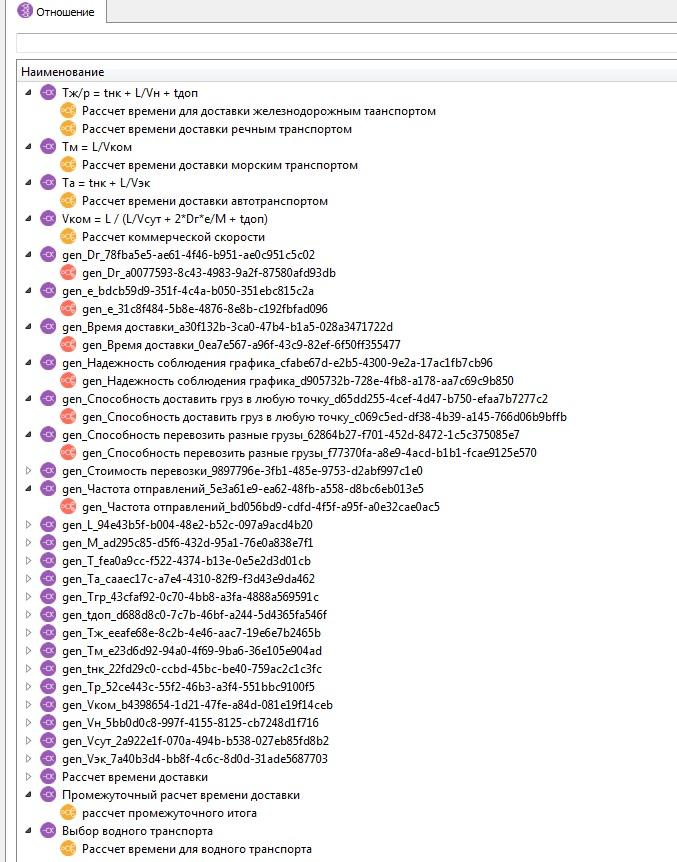 Отношение
Наименование
Тж/р = tнк + L/Vн + tдоп
Рассчет времени для доставки железнодорожным таанспортом
Рассчет времени доставки речным транспортом
Тм = L/Vком
Рассчет времени доставки морским транспортом
Та = tнк + L/Vэк
Рассчет времени доставки автотранспортом
Vком = L / (L/Vсут + 2*Dг*е/М + tдоп)
Рассчет коммерческой скорости
gen_Dг_78fba5e5-ae61-4f46-b951-ae0c951c5c02
gen_Dг_a0077593-8c43-4983-9a2f-87580afd93db
gen_е_bdcb59d9-351f-4c4a-b050-351ebc815c2a
gen_е_31c8f484-5b8e-4876-8e8b-c192fbfad096
gen_Время доставки_a30f132b-3ca0-47b4-b1a5-028a3471722d
gen_Время доставки_0ea7e567-a96f-43c9-82ef-6f50ff355477
gen_Надежность соблюдения графика_cfabe67d-e2b5-4300-9e2a-17ac1fb7cb96
gen_Надежность соблюдения графика_d905732b-728e-4fb8-a178-aa7c69c9b850
gen_Способность доставить груз в любую точку_d65dd255-4cef-4d47-b750-efaa7b7277c2
gen_Способность доставить груз в любую точку_c069c5ed-df38-4b39-a145-766d06b9bffb
gen_Способность перевозить разные грузы_62864b27-f701-452d-8472-1c5c375085e7
gen_Способность перевозить разные грузы_f77370fa-a8e9-4acd-b1b1-fcae9125e570
gen_Стоимость перевозки_9897796e-3fb1-485e-9753-d2abf997c1e0
gen_Частота отправлений_5e3a61e9-ea62-48fb-a558-d8bc6eb013e5
gen_Частота отправлений_bd056bd9-cdfd-4f5f-a95f-a0e32cae0ac5
gen_L_94e43b5f-b004-48e2-b52c-097a9acd4b20
gen_М_ad295c85-d5f6-432d-95a1-76e0a838e7f1
gen_Т_fea0a9cc-f522-4374-b13e-0e5e2d3d01cb
gen_Та_caaec17c-a7e4-4310-82f9-f3d43e9da462
gen_Тгр_43cfaf92-0c70-4bb8-a3fa-4888a569591c
gen_tдоп_d688d8c0-7c7b-46bf-a244-5d4365fa546f
gen_Тж_eeafe68e-8c2b-4e46-aac7-19e6e7b2465b
gen_Тм_e23d6d92-94a0-4f69-9ba6-36e105e904ad
gen_tнк_22fd29c0-ccbd-45bc-be40-759ac2c1c3fc
gen_Тр_52ce443c-55f2-46b3-a3f4-551bbc9100f5
gen_Vком_b4398654-1d21-47fe-a84d-081e19f14ceb
gen_Vн_5bb0d0c8-997f-4155-8125-cb7248d1f716
gen_Vсут_2a922e1f-070a-494b-b538-027eb85fd8b2
gen_Vэк_7a40b3d4-bb8f-4c6c-8d0d-31ade5687703
Рассчет времени доставки
Промежуточный расчет времени доставки
рассчет промежуточного итога
Выбор водного транспорта
Рассчет времени для водного транспорта